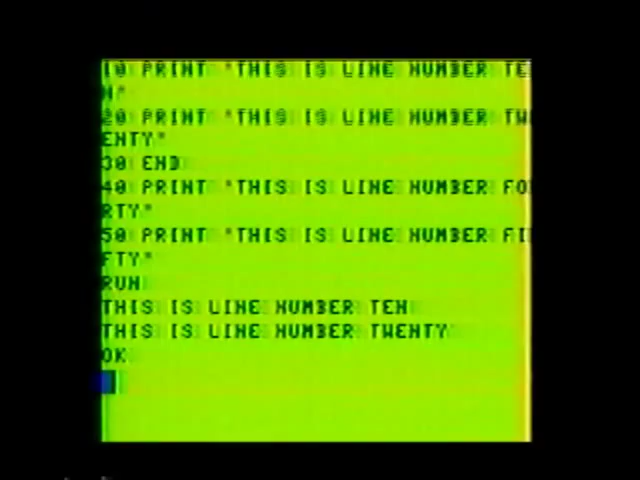 10 PRINT "THIS IS LINE NUMBER TE
N"
20 PRINT "THIS IS LINE NUMBER TW
ENTY"
30 END
40 PRINT "THIS IS LINE NUMBER FO
RTY"
50 PRINT "THIS IS LINE NUMBER FI
FTY"
RUN
THIS IS LINE NUMBER TEN
THIS IS LINE NUMBER TWENTY
OK